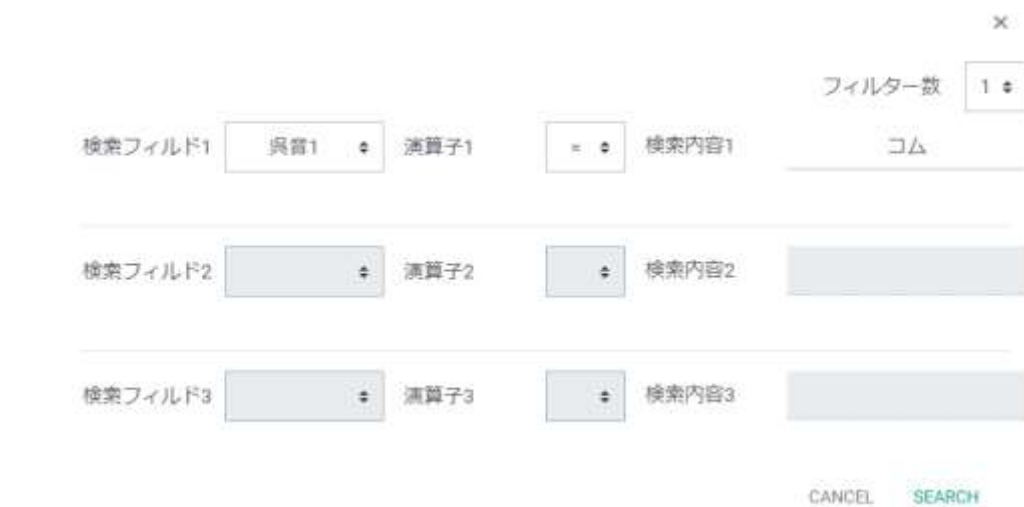 ×
フィルター数 1
検索フィールド1 呉音1 演算子1 = 検索内容1 コム
検索フィールド2 演算子2 検索内容2
検索フィールド3 演算子3 検索内容3
CANCEL SEARCH